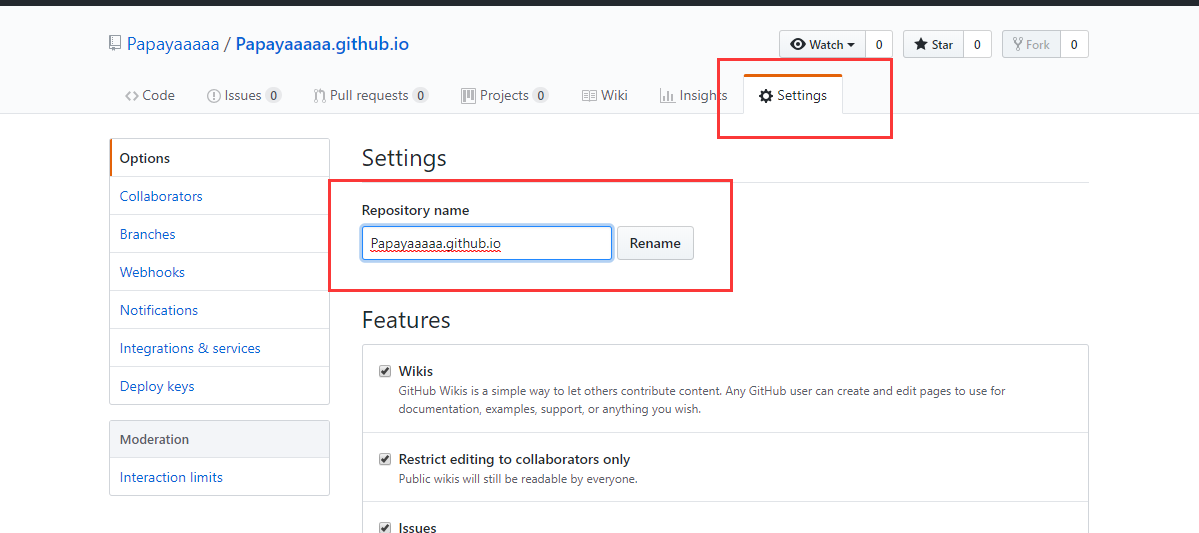 Papayaaaaa / Papayaaaaa.github.io
Watch 0 Star 0 Fork 0
Code Issues 0 Pull requests 0 Projects 0 Wiki Insights Settings
Options
Collaborators
Branches
Webhooks
Notifications
Integrations & services
Deploy keys
Moderation
Interaction limits
Settings
Repository name
Papayaaaaa.github.io Rename
Features
Wikis
GitHub Wikis is a simple way to let others contribute content. Any GitHub user can create and edit pages to use for
documentation, examples, support, or anything you wish.
Restrict editing to collaborators only
Public wikis will still be readable by everyone.
Issues